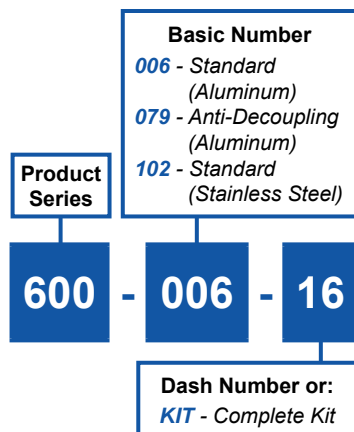 Basic Number
006 - Standard
(Aluminum)
079 - Anti-Decoupling
(Aluminum)
102 - Standard
(Stainless Steel)
Product
Series
600 - 006 - 16
Dash Number or:
KIT - Complete Kit